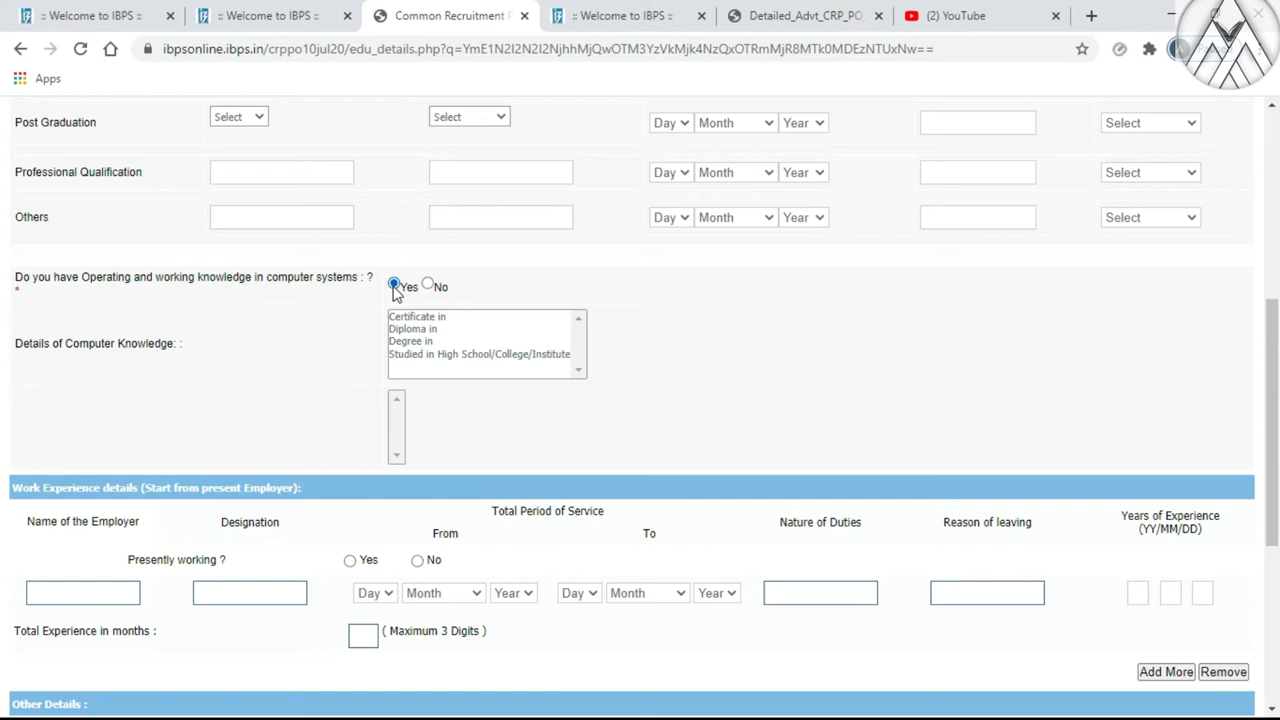 :: Welcome to IBPS ::
:: Welcome to IBPS ::
Common Recruitment P
:: Welcome to IBPS ::
Detailed_Advt_CRP_PO_
(2) YouTube
ibpsonline.ibps.in/crppo10jul20/edu_details.php?q=YmE1N2I2N2I2NjhhMjQwOTM3YzVkMjk4NzQxOTRmMjR8MTk0MDEzNTUxNw==
Apps
Post Graduation Select Select Day Month Year Select
Professional Qualification Day Month Year Select
Others Day Month Year Select
Do you have Operating and working knowledge in computer systems : ?
*
Yes No
Details of Computer Knowledge: :
Certificate in
Diploma in
Degree in
Studied in High School/College/Institute
Work Experience details (Start from present Employer):
Name of the Employer Designation Total Period of Service Nature of Duties Reason of leaving Years of Experience
(YY/MM/DD)
From To
Presently working ? Yes No
Day Month Year Day Month Year
Total Experience in months : ( Maximum 3 Digits )
Add More Remove
Other Details :